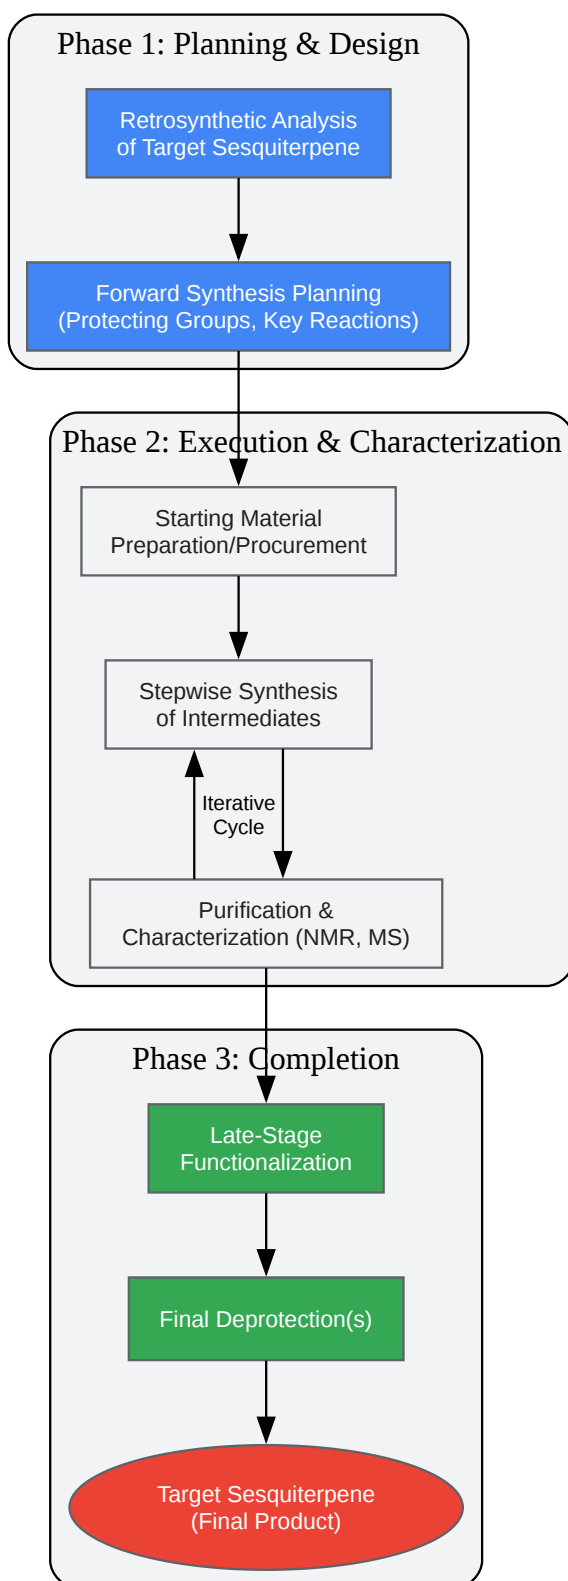 Phase 1: Planning & Design
Retrosynthetic Analysis
of Target Sesquiterpene
Forward Synthesis Planning
(Protecting Groups, Key Reactions)
Phase 2: Execution & Characterization
Starting Material
Preparation/Procurement
Stepwise Synthesis
of Intermediates
Iterative
Cycle
Purification &
Characterization (NMR, MS)
Phase 3: Completion
Late-Stage
Functionalization
Final Deprotection(s)
Target Sesquiterpene
(Final Product)